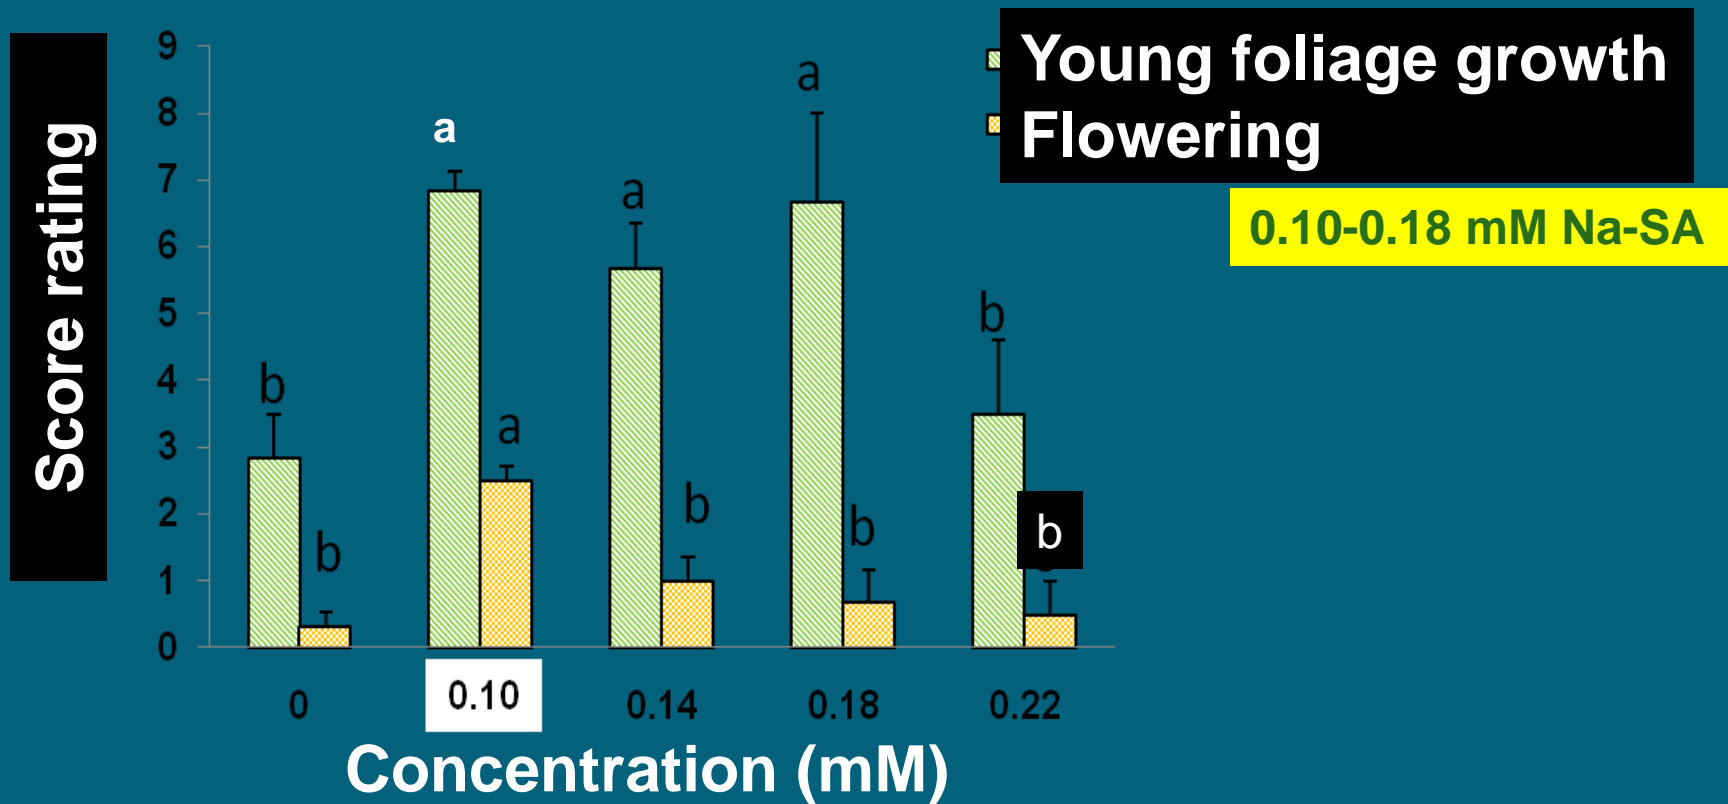 Score rating
9
8
7
6
5
4
3
2
1
0
b
b
a
a
a
b
a
b
b
b
0
0.10
0.14
0.18
0.22
Concentration (mM)
Young foliage growth
Flowering
0.10-0.18 mM Na-SA